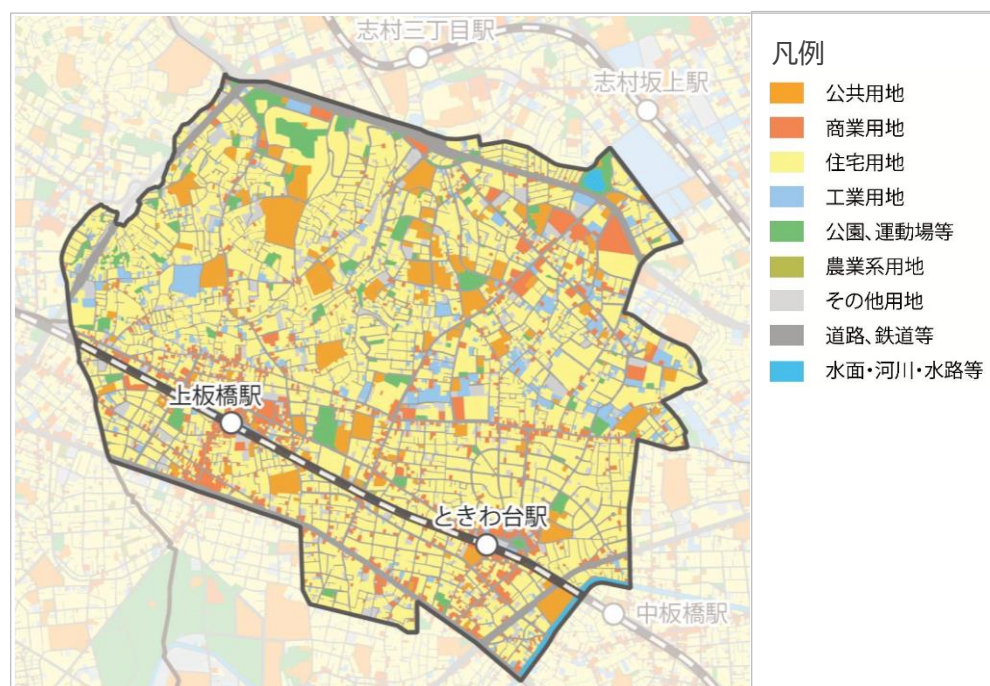 志村三丁目駅
志村坂上駅
上板橋駅
ときわ台駅
中板橋駅
凡例
公共用地
商業用地
住宅用地
工業用地
公園、運動場等
農業系用地
その他用地
道路、鉄道等
水面・河川・水路等